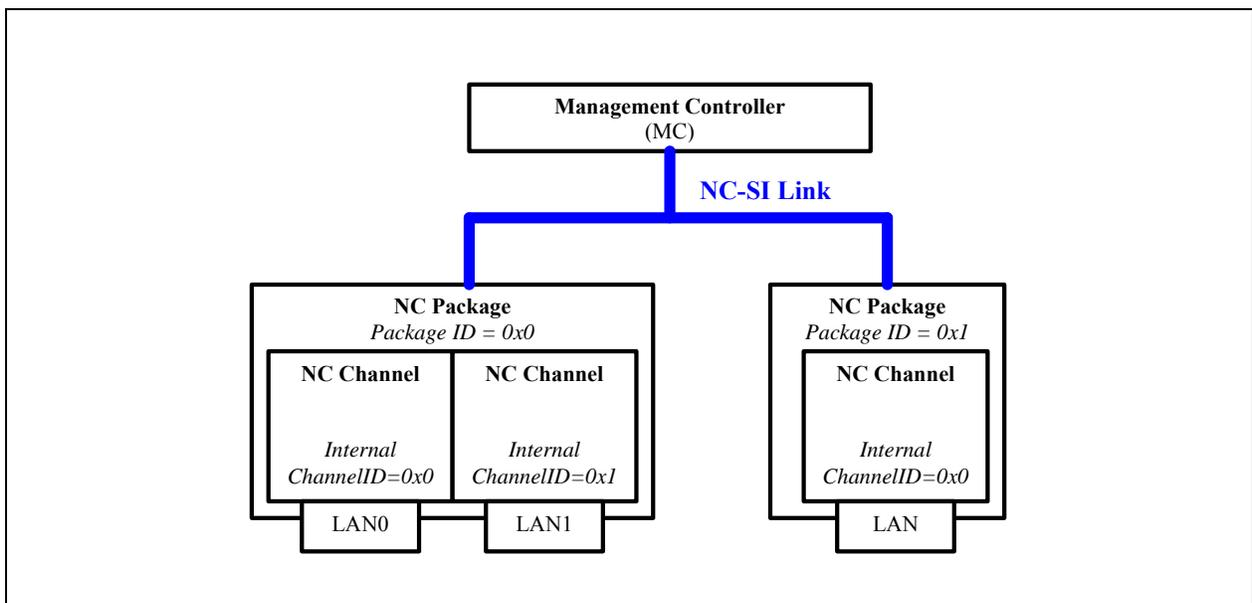 Management Controller
(MC)
NC-SI Link
NC Package
Package ID = 0x0
NC Channel
Internal
ChannelID=0x0
NC Channel
Internal
ChannelID=0x1
LAN0
LAN1
NC Package
Package ID = 0x1
NC Channel
Internal
ChannelID=0x0
LAN